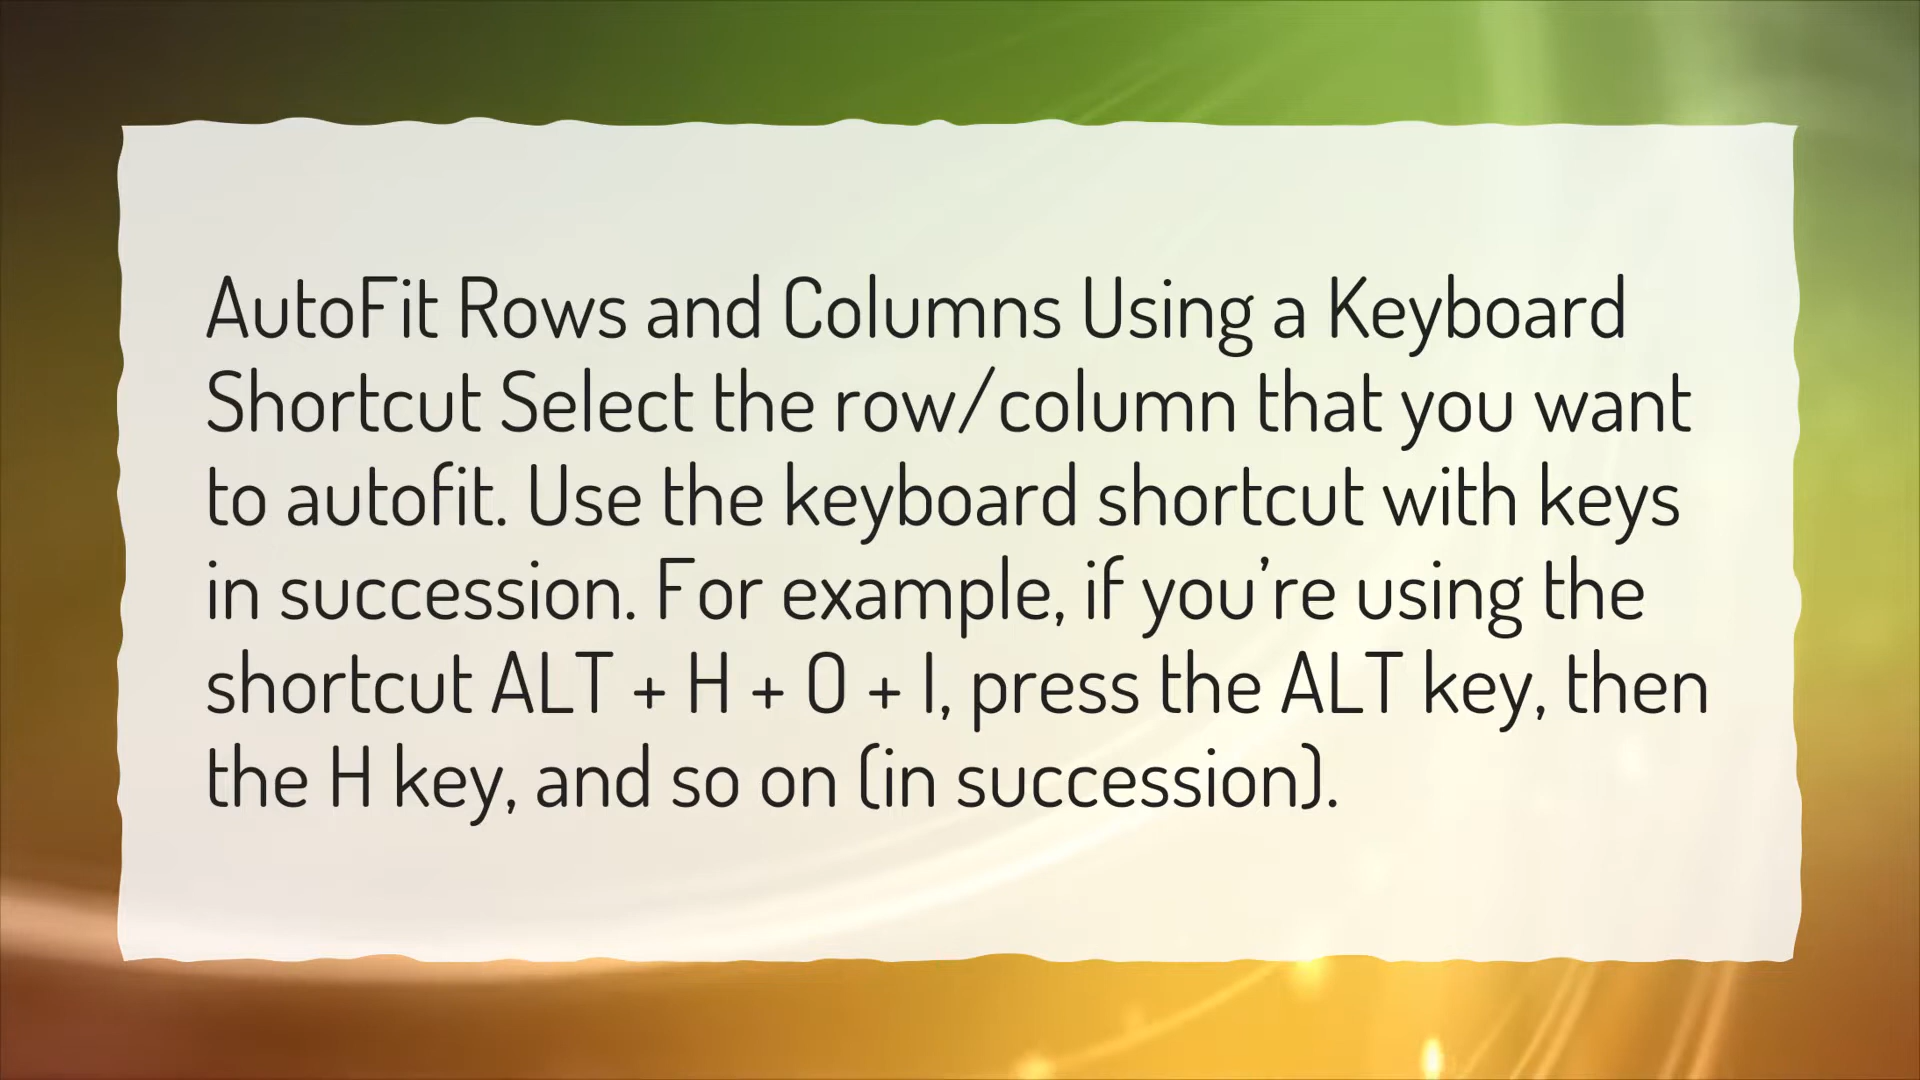 AutoFit Rows and Columns Using a Keyboard
Shortcut Select the row/column that you want
to autofit. Use the keyboard shortcut with keys
in succession. For example, if you’re using the
shortcut ALT + H + O + I, press the ALT key, then
the H key, and so on (in succession).